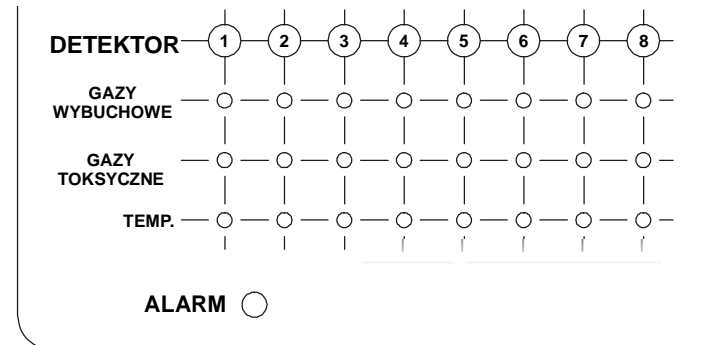 DETEKTOR 1 2 3 4 5 6 7 8
GAZY
WYBUCHOWE
GAZY
TOKSYCZNE
TEMP.
ALARM